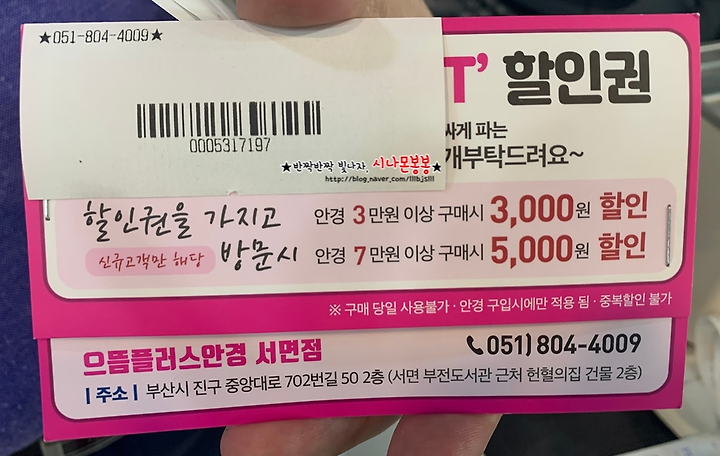 ★051-804-4009★
T' 할인권
0005317197
싸게 파는
개부탁드려요~
★반짝반짝 빛나자, 시나몬봉봉★
http://blog.naver.com/lllbjslll
할인권을 가지고
안경 3만원 이상 구매시 3,000원 할인
신규고객만 해당 방문시
안경 7만원 이상 구매시 5,000원 할인
※ 구매 당일 사용불가 · 안경 구입시에만 적용 됨 · 중복할인 불가
으뜸플러스안경 서면점
051)804-4009
| 주소 | 부산시 진구 중앙대로 702번길 50 2층 (서면 부전도서관 근처 헌혈의집 건물 2층)